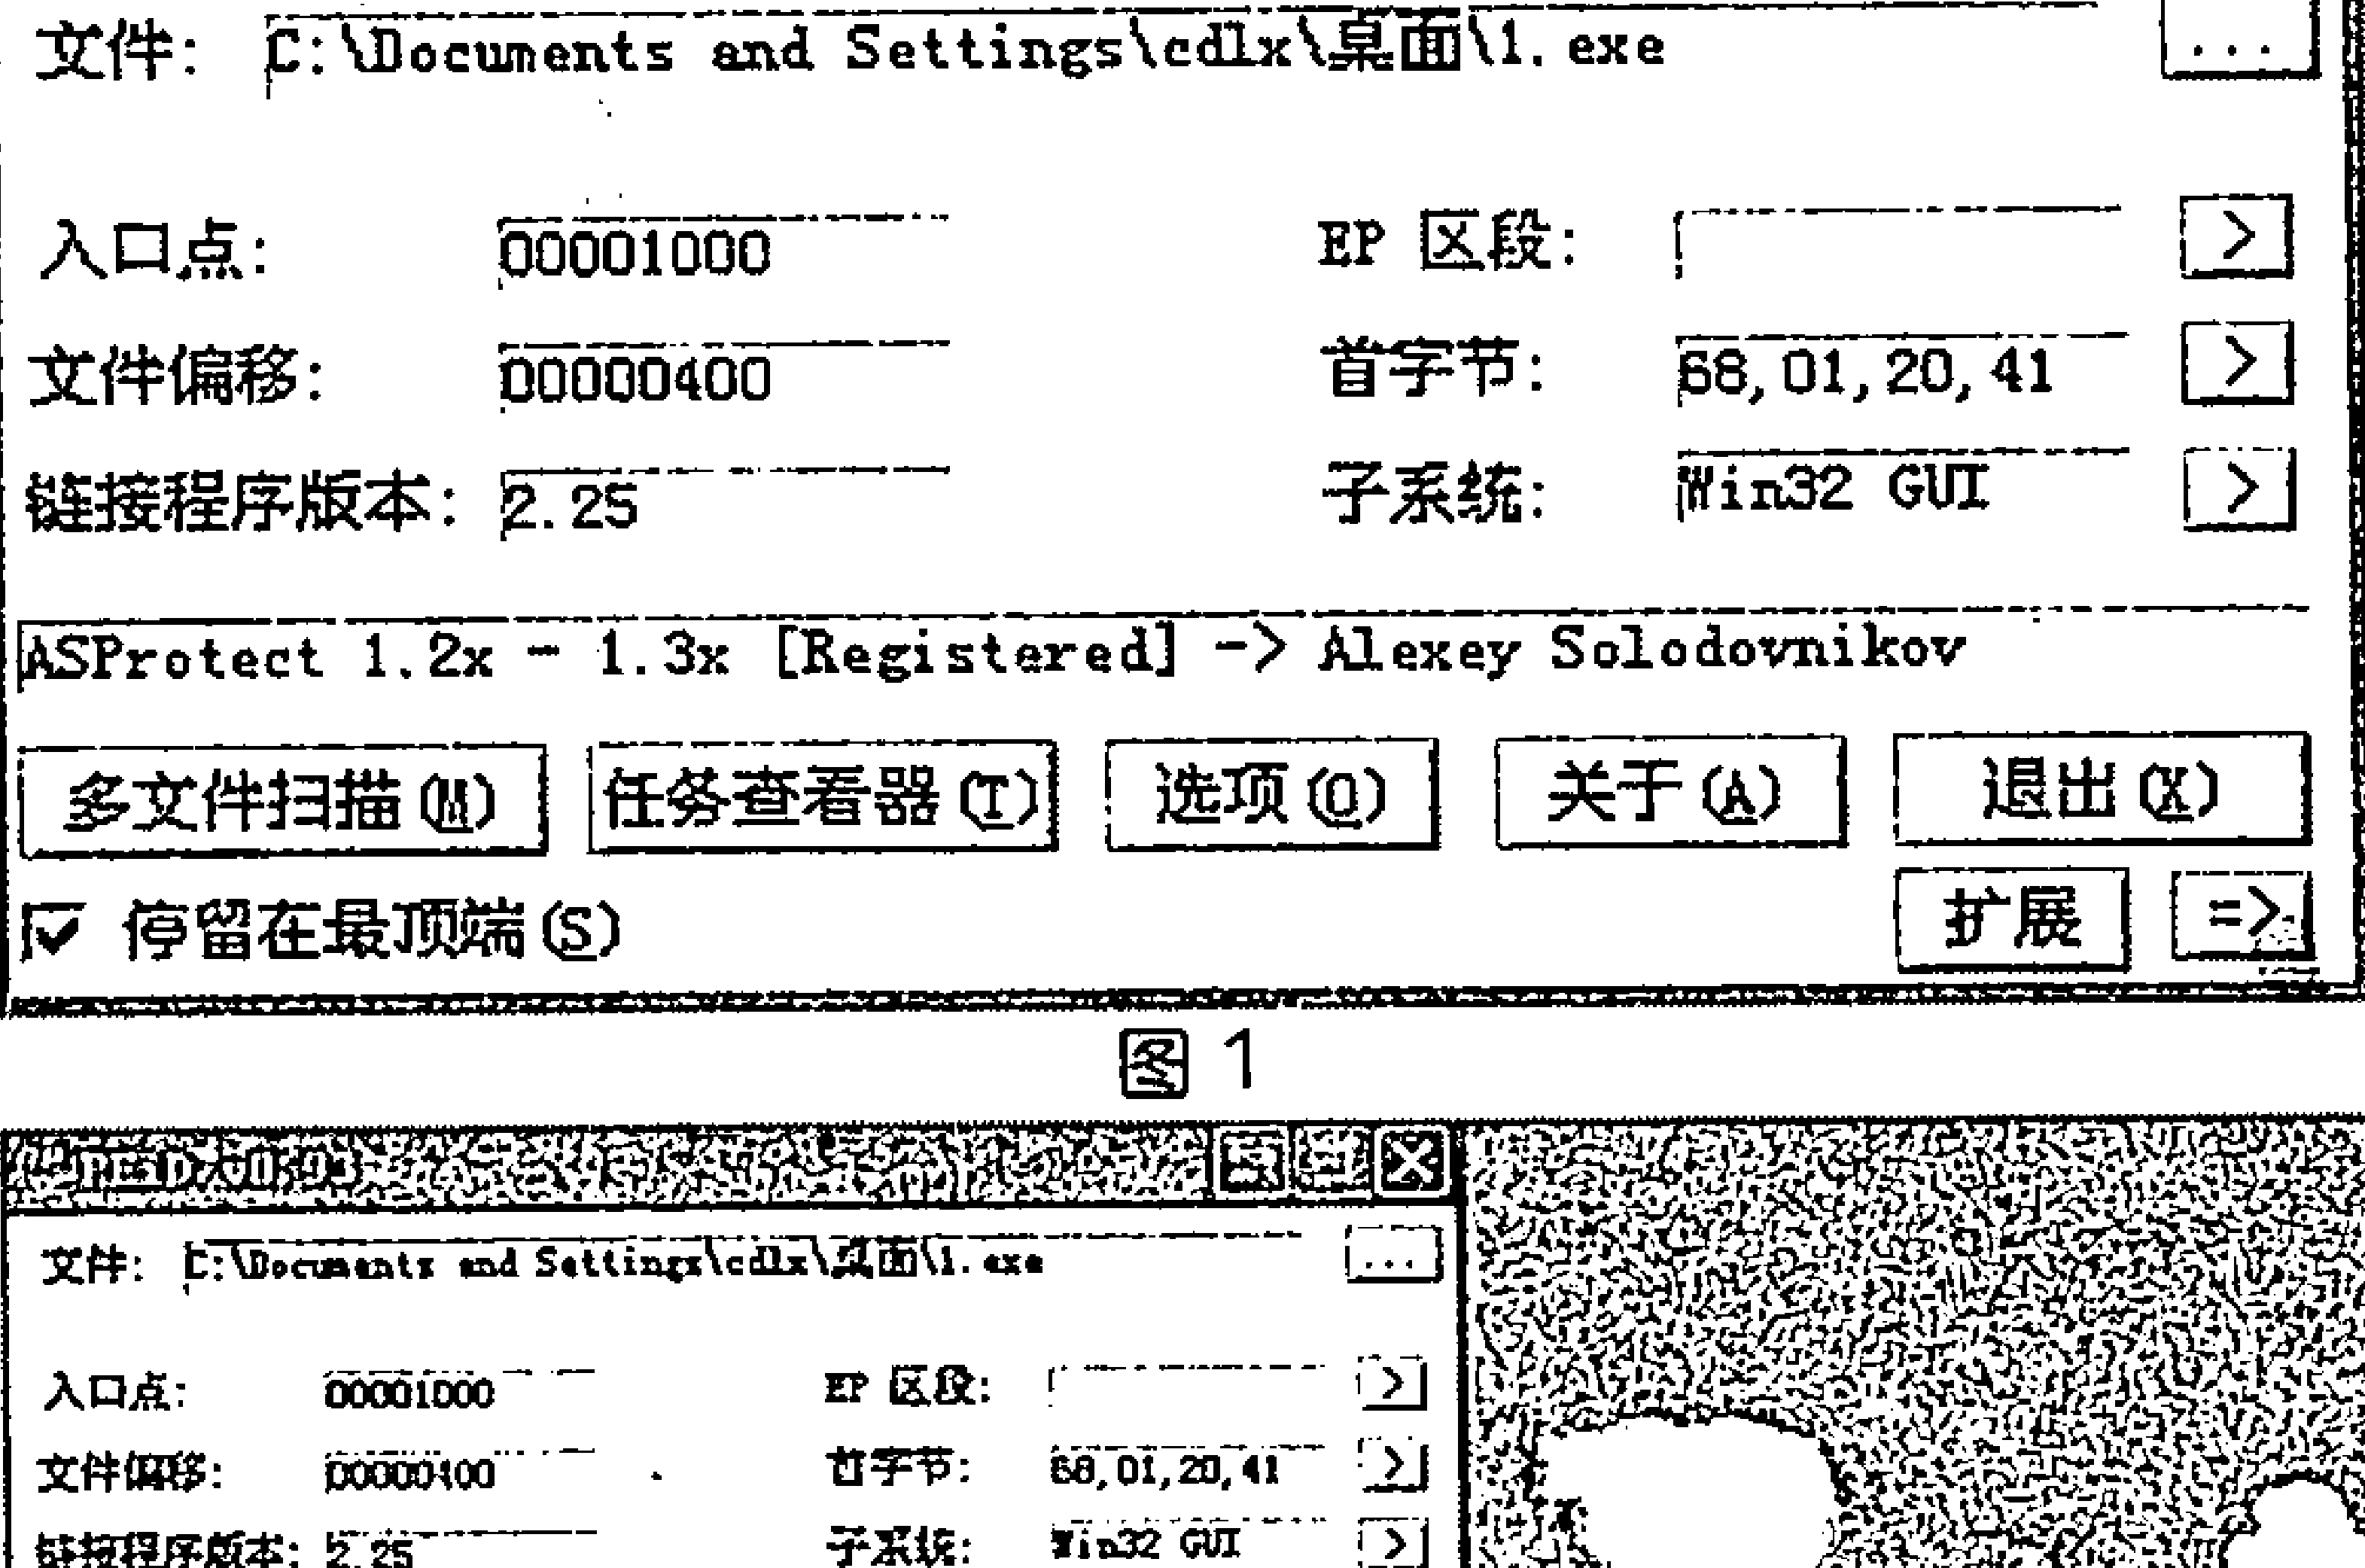 文件: C:\Documents and Settings\cdlx\桌面\1.exe ...
入口点: 00001000 EP 区段: >
文件偏移: 00000400 首字节: 68,01,20,41 >
链接程序版本: 2.25 子系统: Win32 GUI >
ASProtect 1.2x - 1.3x [Registered] -> Alexey Solodovnikov
多文件扫描(M) 任务查看器(T) 选项(O) 关于(A) 退出(X)
停留在最顶端(S) 扩展 =>
图 1
PEiD v0.93
文件: C:\Documents and Settings\cdlx\桌面\1.exe ...
入口点: 00001000 EP 区段: >
文件偏移: 00000400 首字节: 68,01,20,41 >
链接程序版本: 2.25 子系统: Win32 GUI >